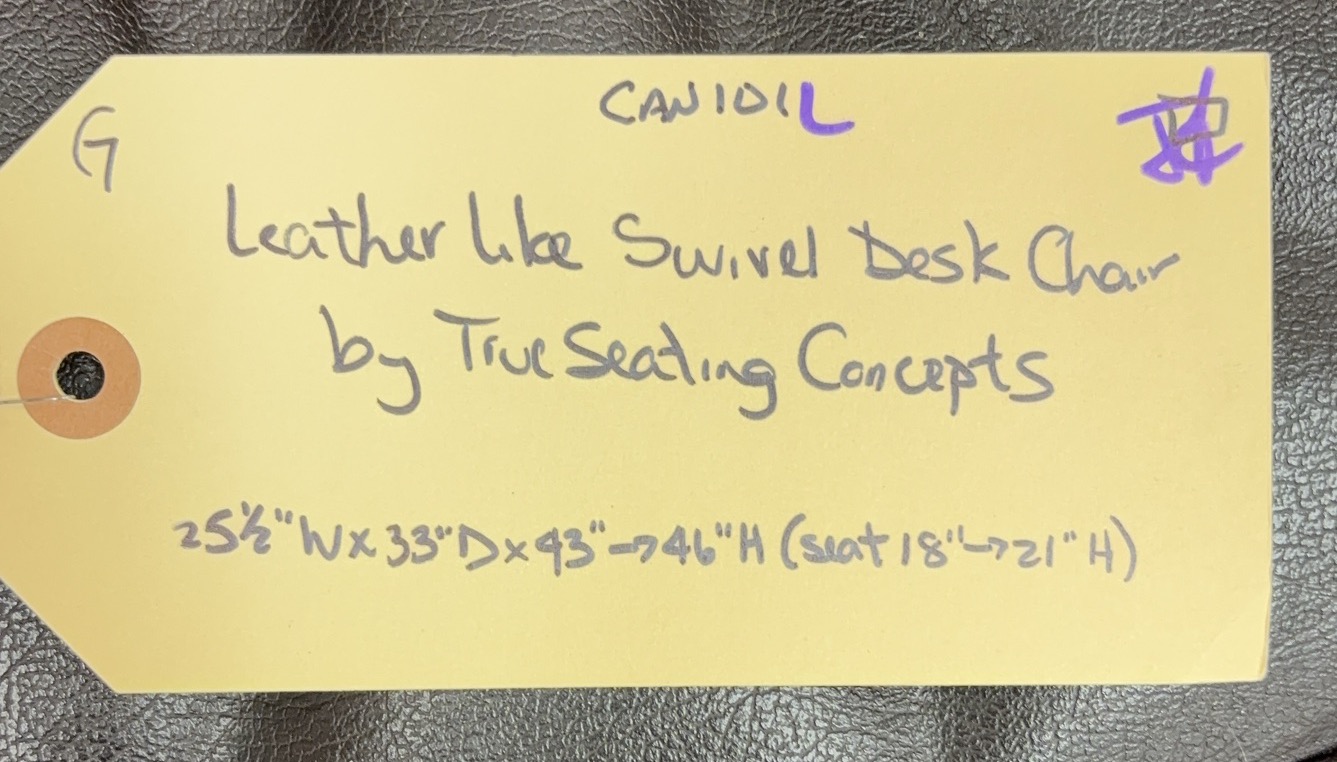 G
CAN101L
Leather like Swivel Desk Chair
by True Seating Concepts
25½" W x 33" D x 43" → 46" H (seat 18" → 21" H)